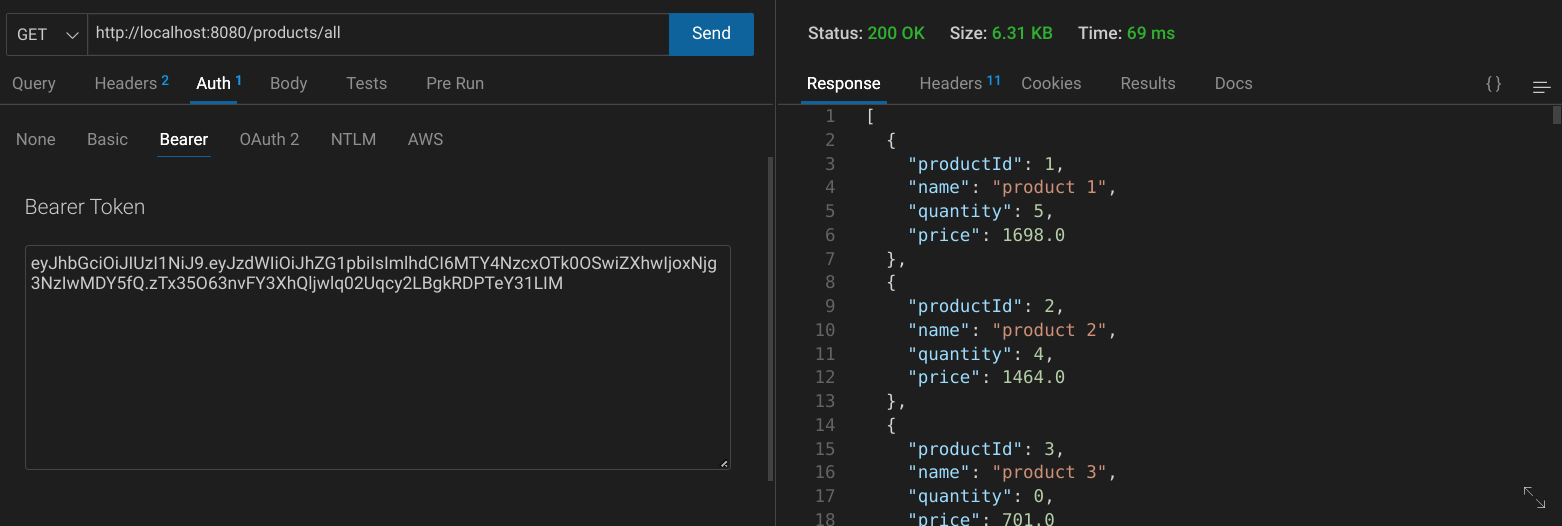 GET http://localhost:8080/products/all Send
Query Headers 2 Auth 1 Body Tests Pre Run
None Basic Bearer OAuth 2 NTLM AWS
Bearer Token
eyJhbGciOiJIUzI1NiJ9.eyJzdWIiOiJhZG1pbiIsImlhdCI6MTY4NzcxOTk0OSwiZXhwIjoxNjg
3NzIwMDY5fQ.zTx35O63nvFY3XhQljwlq02Uqcy2LBgkRDPTeY31LIM
Status: 200 OK Size: 6.31 KB Time: 69 ms
Response Headers 11 Cookies Results Docs {}
1 [
2 {
3 "productId": 1,
4 "name": "product 1",
5 "quantity": 5,
6 "price": 1698.0
7 },
8 {
9 "productId": 2,
10 "name": "product 2",
11 "quantity": 4,
12 "price": 1464.0
13 },
14 {
15 "productId": 3,
16 "name": "product 3",
17 "quantity": 0,
18 "price": 701.0